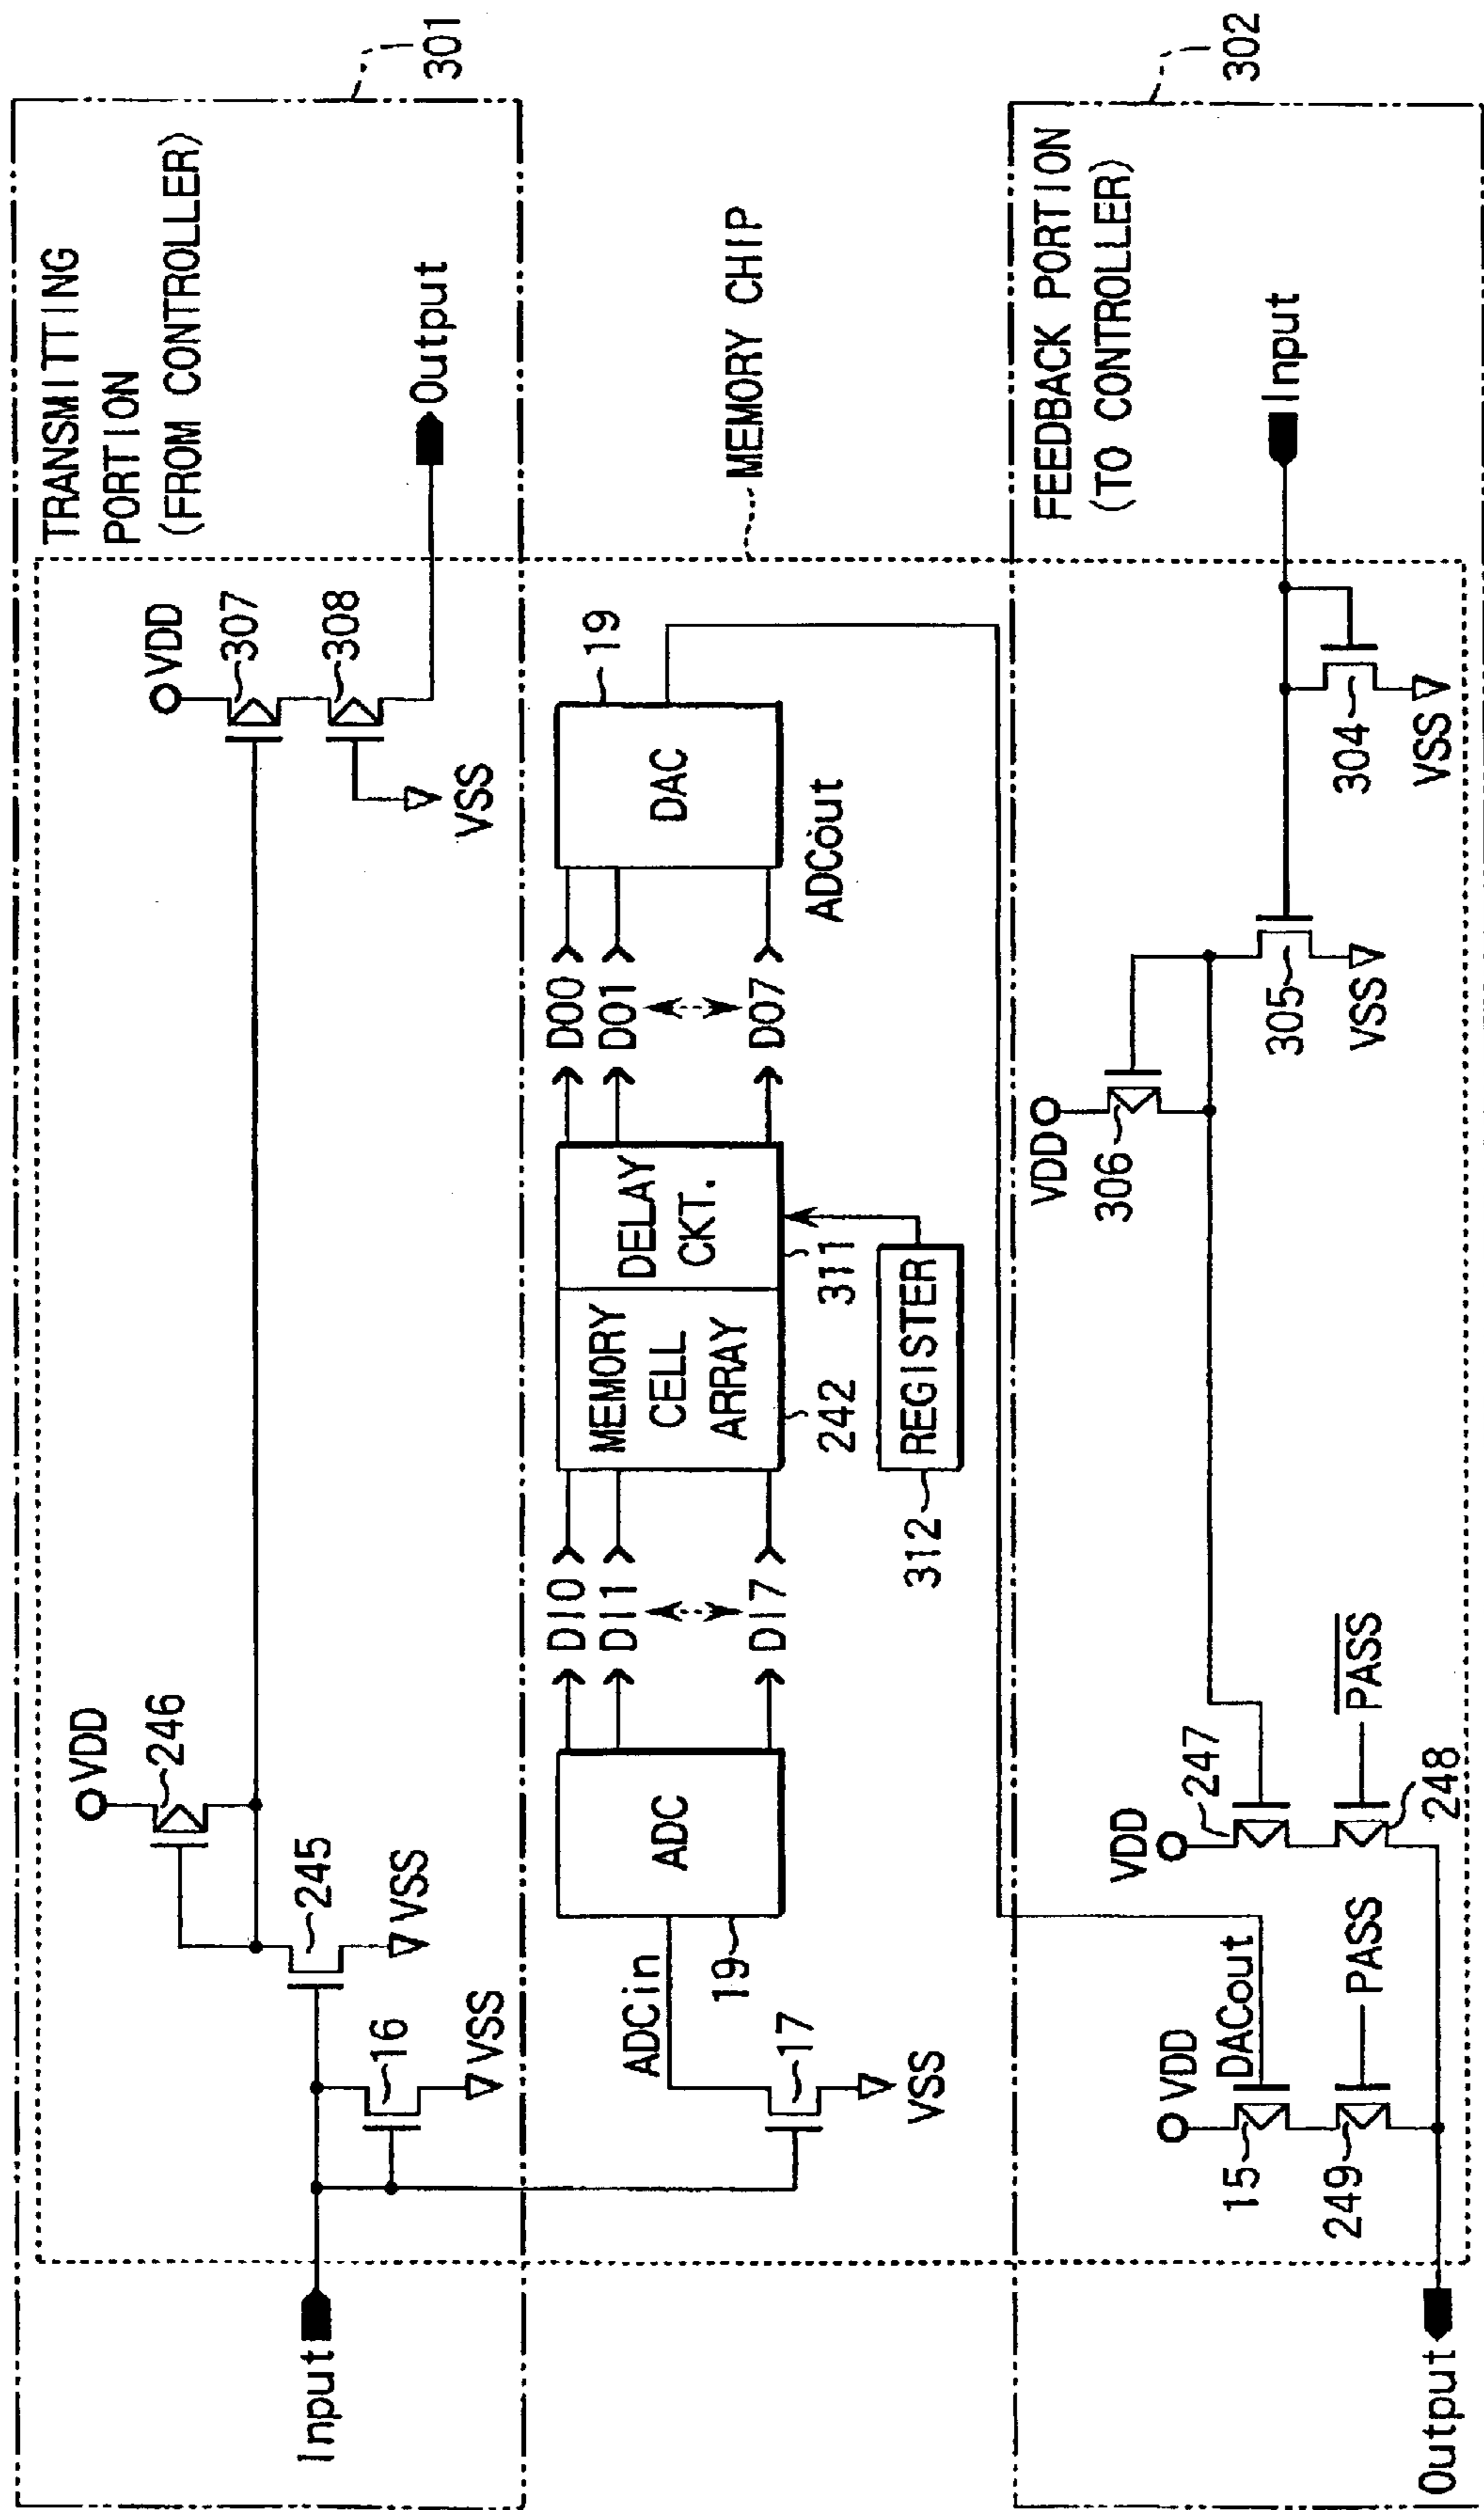 TRANSMITTING
PORTION
(FROM CONTROLLER)
301
VDD
246
245
VSS
16
VSS
Input
VDD
307
308
VSS
Output
MEMORY CHIP
17
VSS
ADCin
19
ADC
DI0
DI1
DI7
MEMORY
CELL
ARRAY
242
DELAY
CKT.
311
REGISTER
312
DO0
DO1
DO7
DAC
19
ADCout
FEEDBACK PORTION
(TO CONTROLLER)
302
VDD
15
DACout
249
PASS
VDD
247
248
PASS
Output
VDD
306
305
VSS
304
VSS
Input